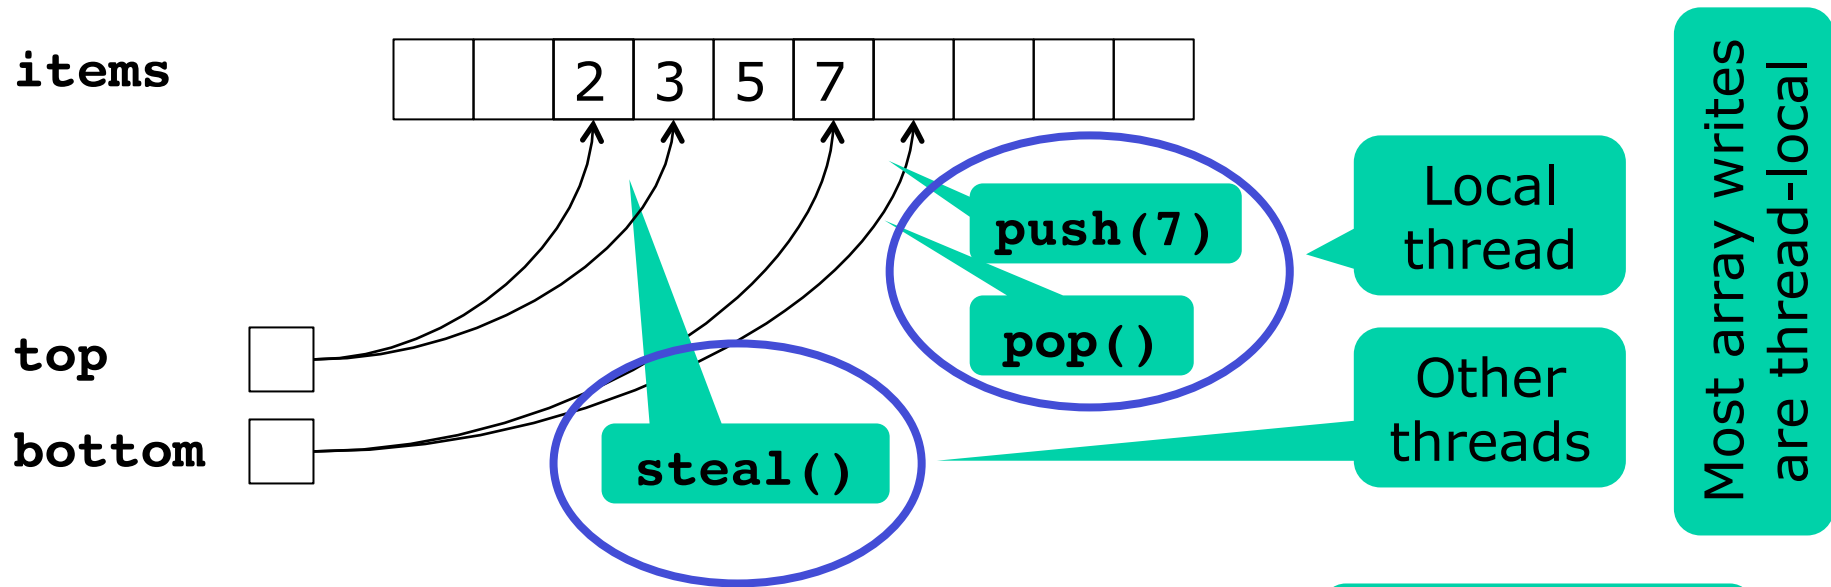 items
2 3 5 7
push(7)
pop()
top
bottom
steal()
Local
thread
Other
threads
Most array writes
are thread-local